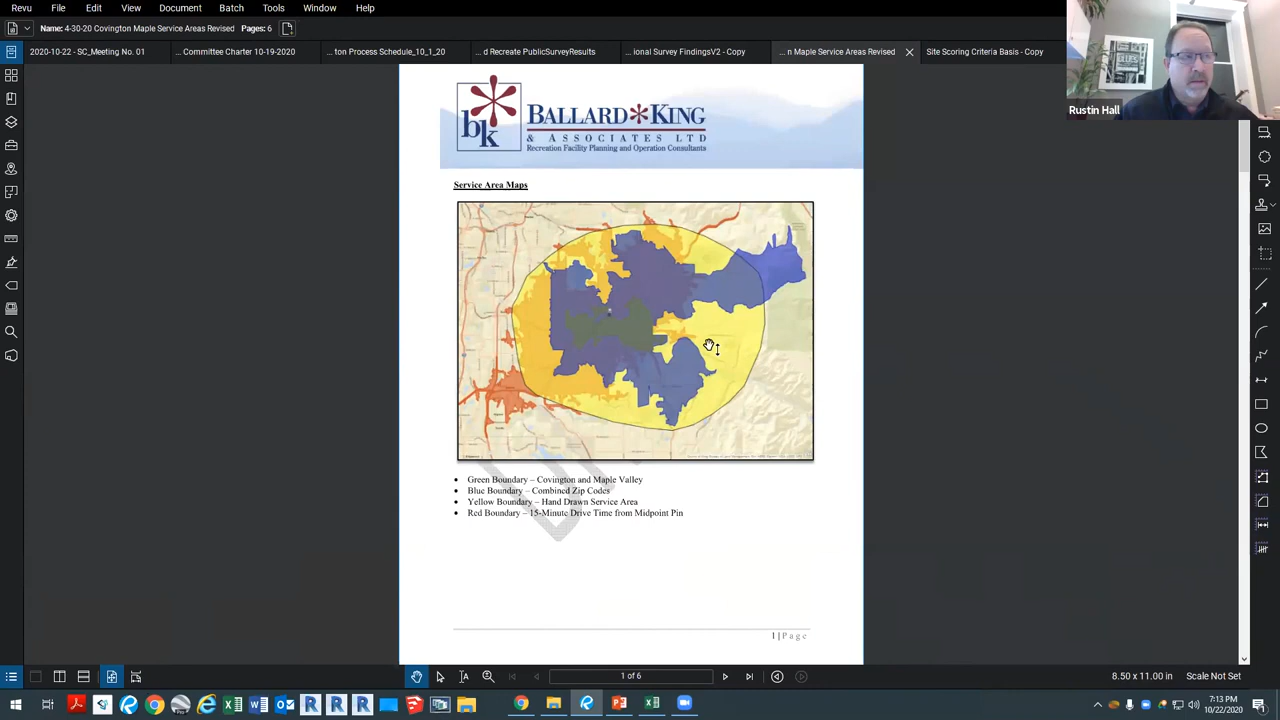 Revu File Edit View Document Batch Tools Window Help
Name: 4-30-20 Covington Maple Service Areas Revised Pages: 6
2020-10-22 - SC_Meeting No. 01 ... Committee Charter 10-19-2020 ... ton Process Schedule_10_1_20 ... d Recreate PublicSurveyResults ... ional Survey FindingsV2 - Copy ... n Maple Service Areas Revised Site Scoring Criteria Basis - Copy
Rustin Hall
bk
BALLARD*KING
& ASSOCIATES LTD
Recreation Facility Planning and Operation Consultants
Service Area Maps
• Green Boundary – Covington and Maple Valley
• Blue Boundary – Combined Zip Codes
• Yellow Boundary – Hand Drawn Service Area
• Red Boundary – 15-Minute Drive Time from Midpoint Pin
1 | Page
1 of 6
8.50 x 11.00 in Scale Not Set
7:13 PM
10/22/2020